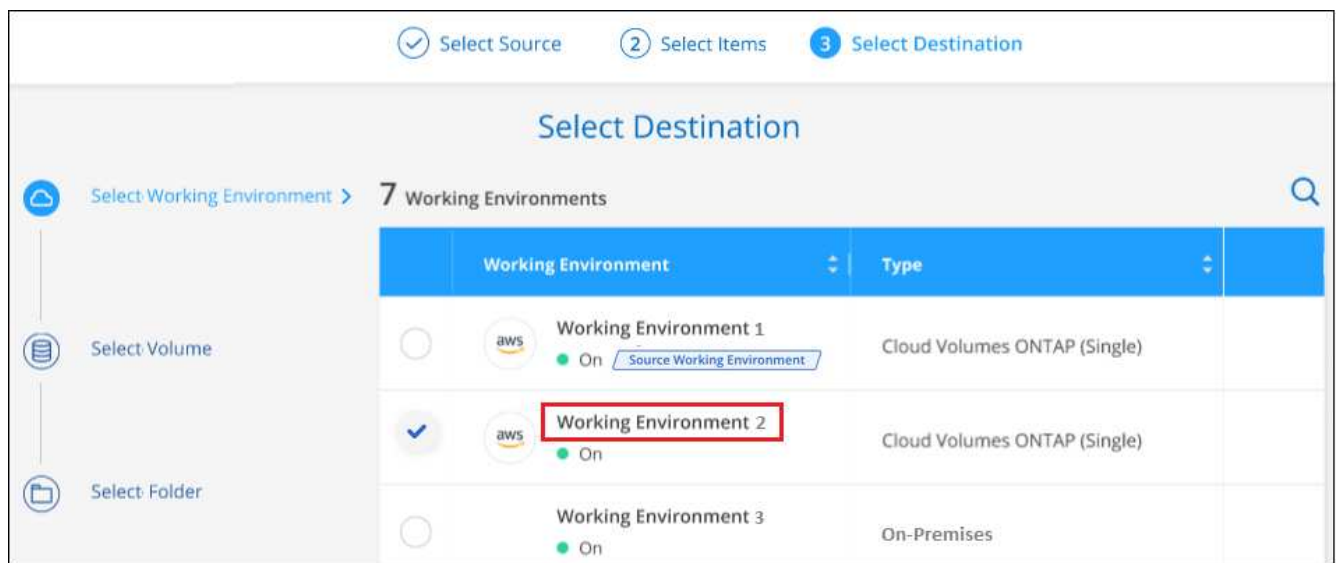 Select Source 2 Select Items 3 Select Destination
Select Destination
Select Working Environment > 7 Working Environments
Working Environment Type
Working Environment 1
aws On Source Working Environment Cloud Volumes ONTAP (Single)
Select Volume
Working Environment 2
aws On Cloud Volumes ONTAP (Single)
Select Folder
Working Environment 3
On On-Premises